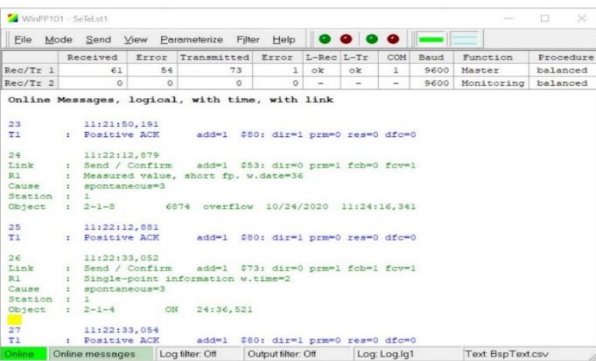 WinPP101 - SeTel.st1
File Mode Send View Parameterize Filter Help
Received Error Transmitted Error L-Rec L-Tr COM Baud Function Procedure
Rec/Tr 1 61 54 73 1 ok ok 1 9600 Master balanced
Rec/Tr 2 0 0 0 0 - - - 9600 Monitoring balanced
Online Messages, logical, with time, with link
23 11:21:50,191
T1 : Positive ACK add=1 $80: dir=1 prm=0 res=0 dfc=0
24 11:22:12,879
Link : Send / Confirm add=1 $53: dir=0 prm=1 fcb=0 fcv=1
R1 : Measured value, short fp. w.date=36
Cause : spontaneous=3
Station : 1
Object : 2-1-8 6874 overflow 10/24/2020 11:24:16,341
25 11:22:12,881
T1 : Positive ACK add=1 $80: dir=1 prm=0 res=0 dfc=0
26 11:22:33,052
Link : Send / Confirm add=1 $73: dir=0 prm=1 fcb=1 fcv=1
R1 : Single-point information w.time=2
Cause : spontaneous=3
Station : 1
Object : 2-1-4 ON 24:36,521
27 11:22:33,054
T1 : Positive ACK add=1 $80: dir=1 prm=0 res=0 dfc=0
Online Online messages Log filter: Off Output filter: Off Log: Log.lg1 Text: BspText.csv